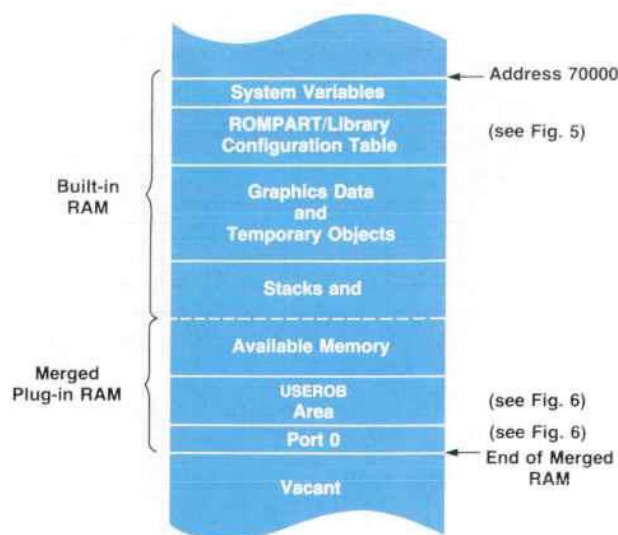 Address 70000
System Variables
ROMPART/Library
Configuration Table
(see Fig. 5)
Built-in
RAM
Graphics Data
and
Temporary Objects
Stacks and
Available Memory
Merged
Plug-in RAM
USEROB
Area
(see Fig. 6)
Port 0
(see Fig. 6)
End of Merged
RAM
Vacant